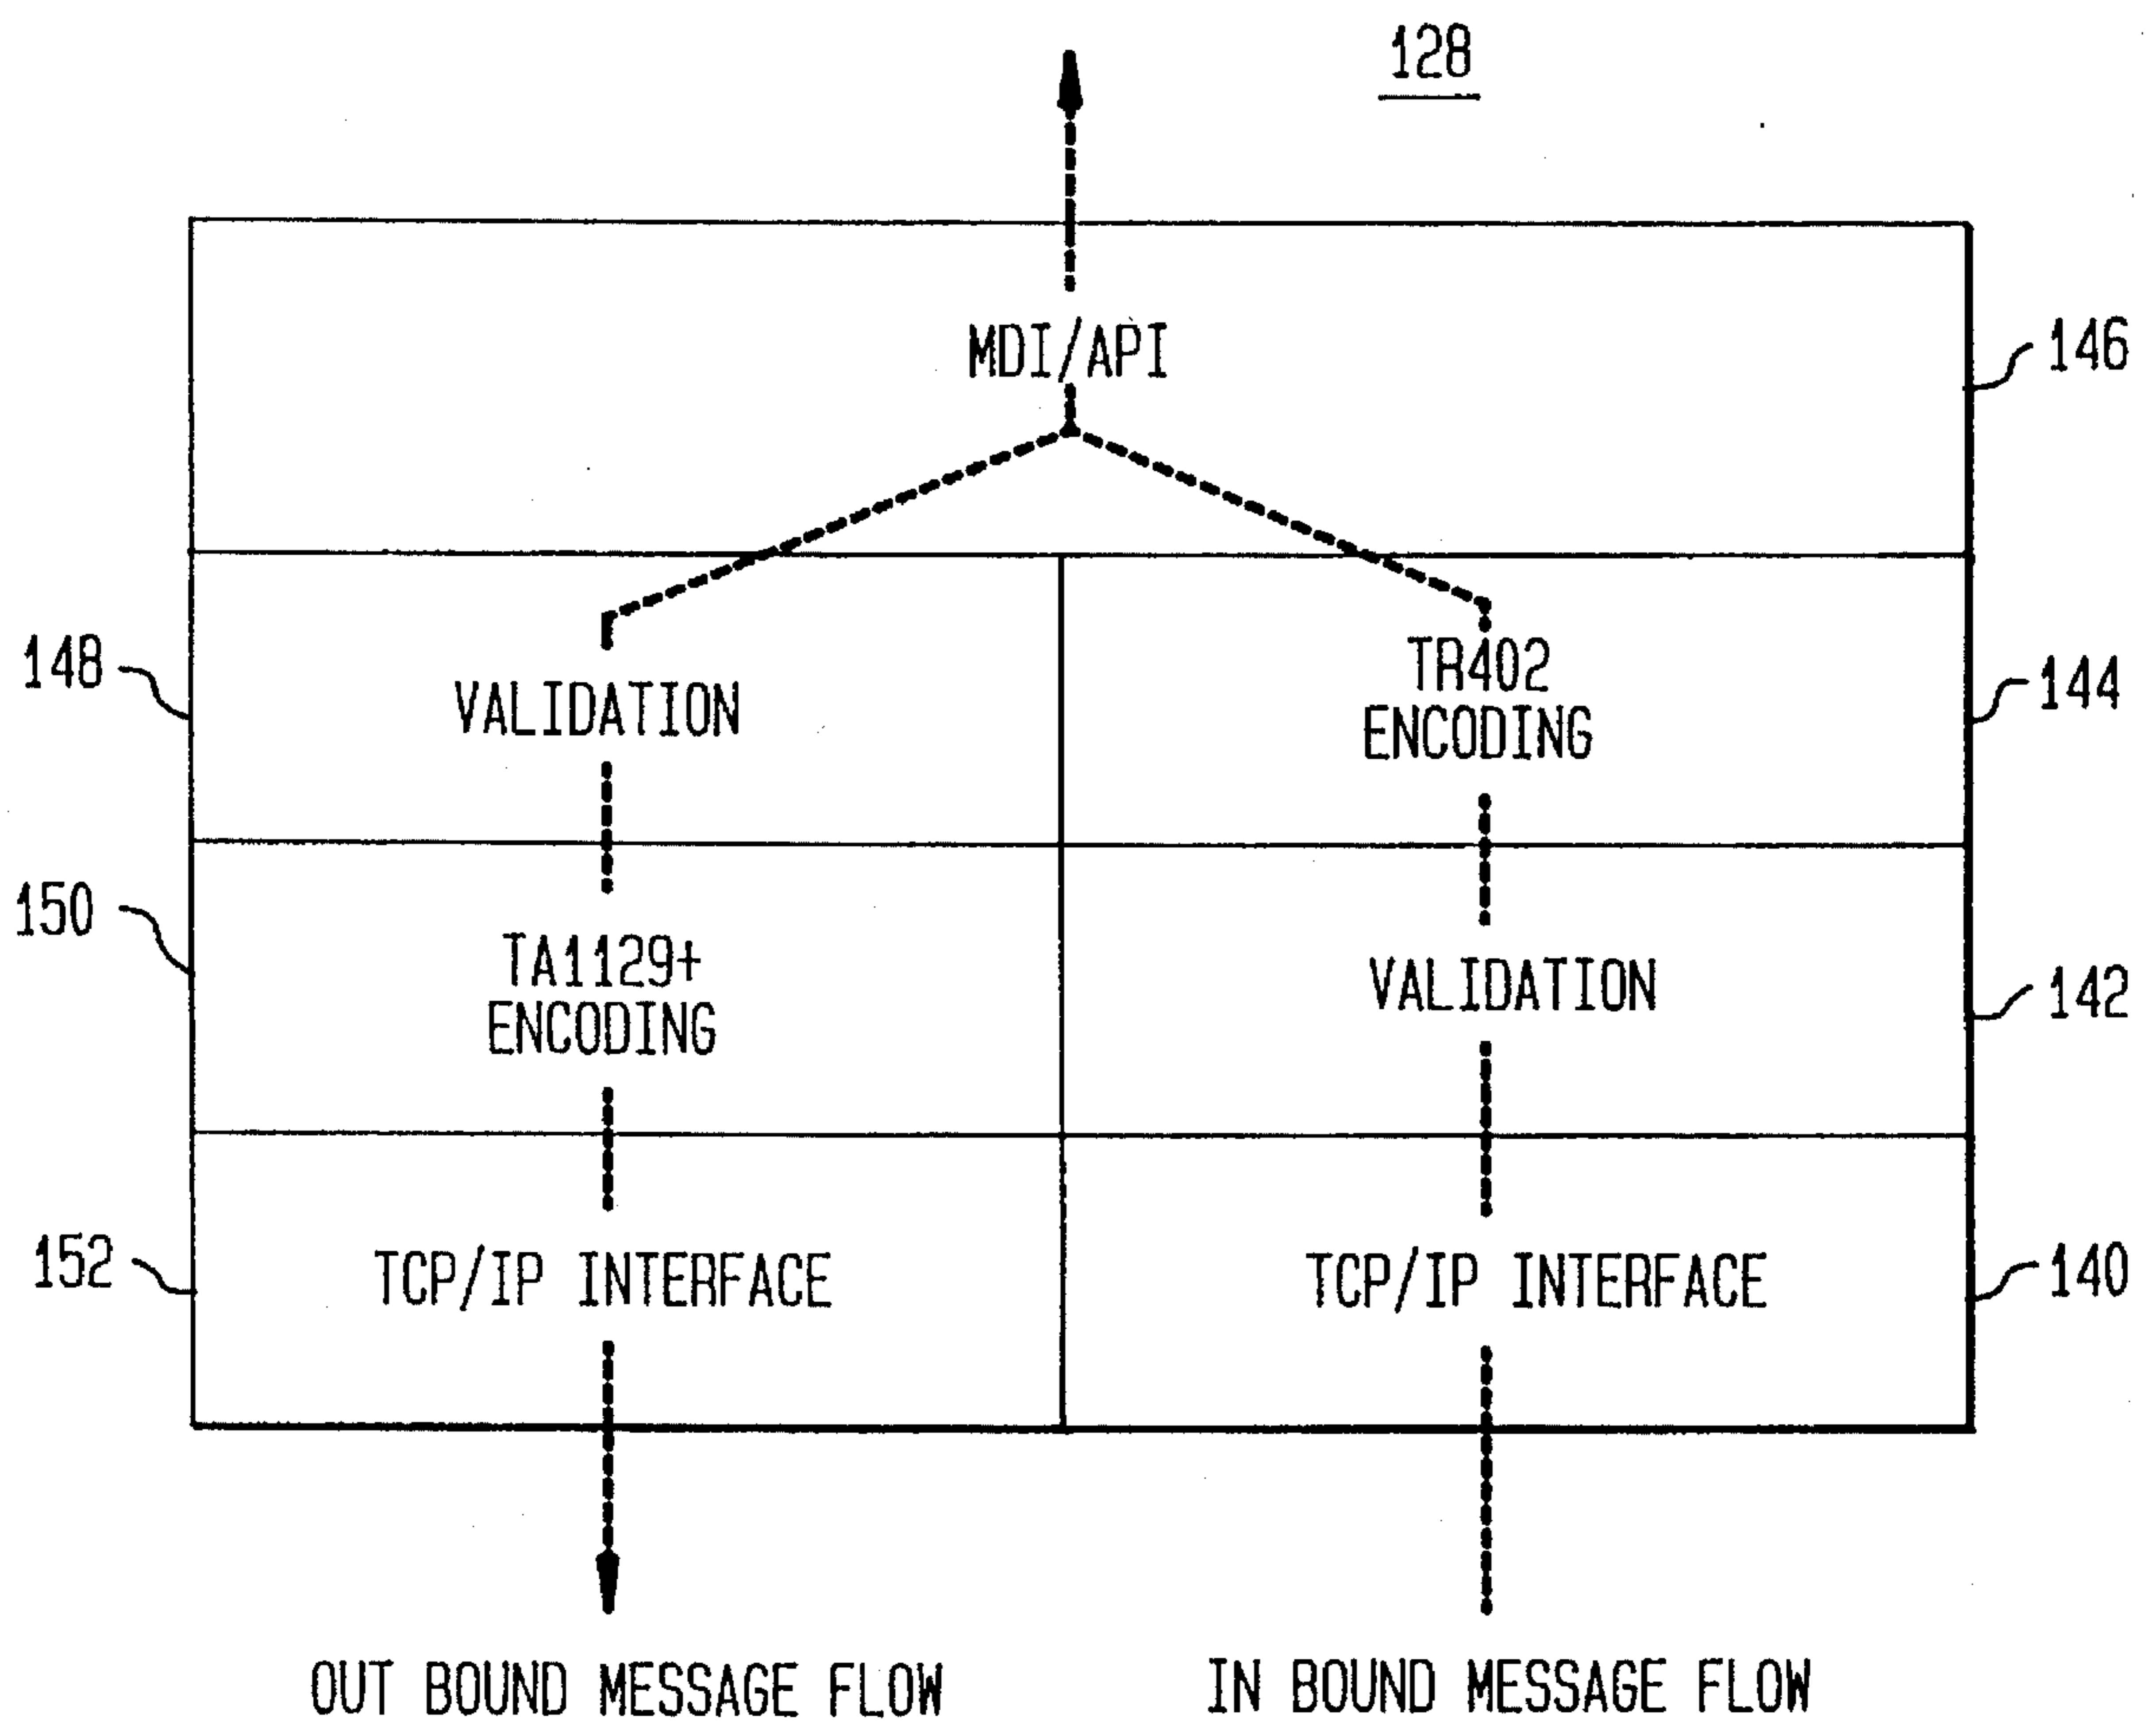 128
MDI/API
146
148
VALIDATION
TR402
ENCODING
144
150
TA1129+
ENCODING
VALIDATION
142
152
TCP/IP INTERFACE
TCP/IP INTERFACE
140
OUT BOUND MESSAGE FLOW
IN BOUND MESSAGE FLOW